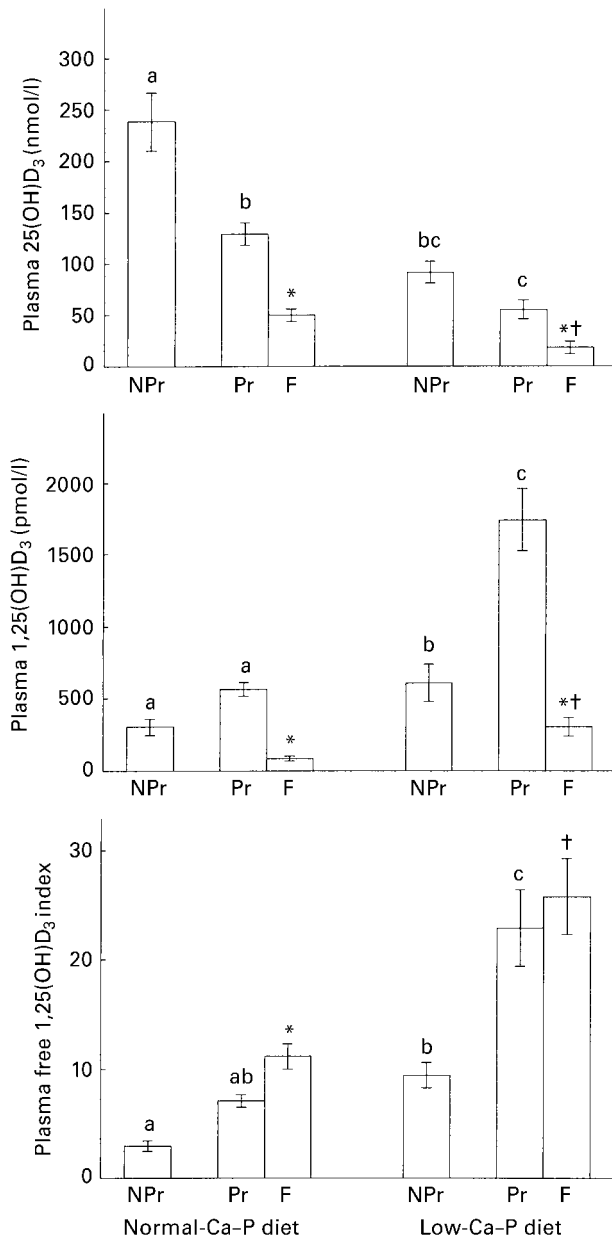 Plasma 25(OH)D₃ (nmol/l)
300
250
200
150
100
50
0
a
b
*
bc
c
*†
NPr Pr F NPr Pr F
Plasma 1,25(OH)D₃ (pmol/l)
2000
1500
1000
500
0
a
a
*
b
c
*†
NPr Pr F NPr Pr F
Plasma free 1,25(OH)D₃ index
30
20
10
0
a
ab
*
b
c
†
NPr Pr F NPr Pr F
Normal-Ca–P diet Low-Ca–P diet